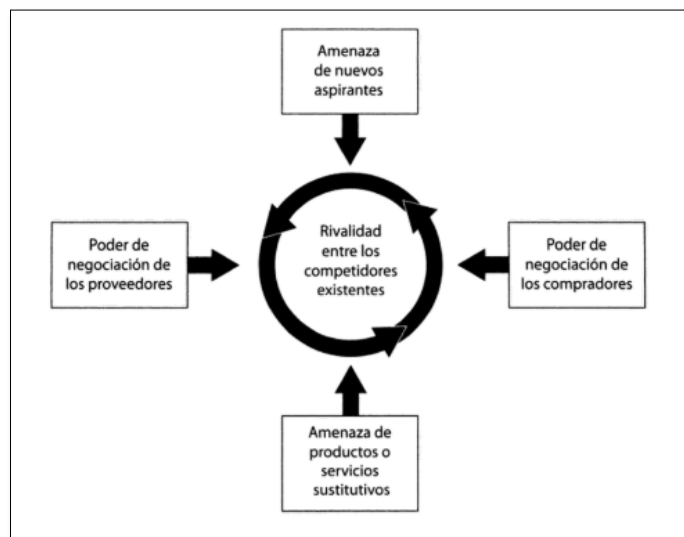 Amenaza
de nuevos
aspirantes
Poder de
negociación de
los proveedores
Rivalidad
entre los
competidores
existentes
Poder de
negociación de
los compradores
Amenaza de
productos o
servicios
sustitutivos